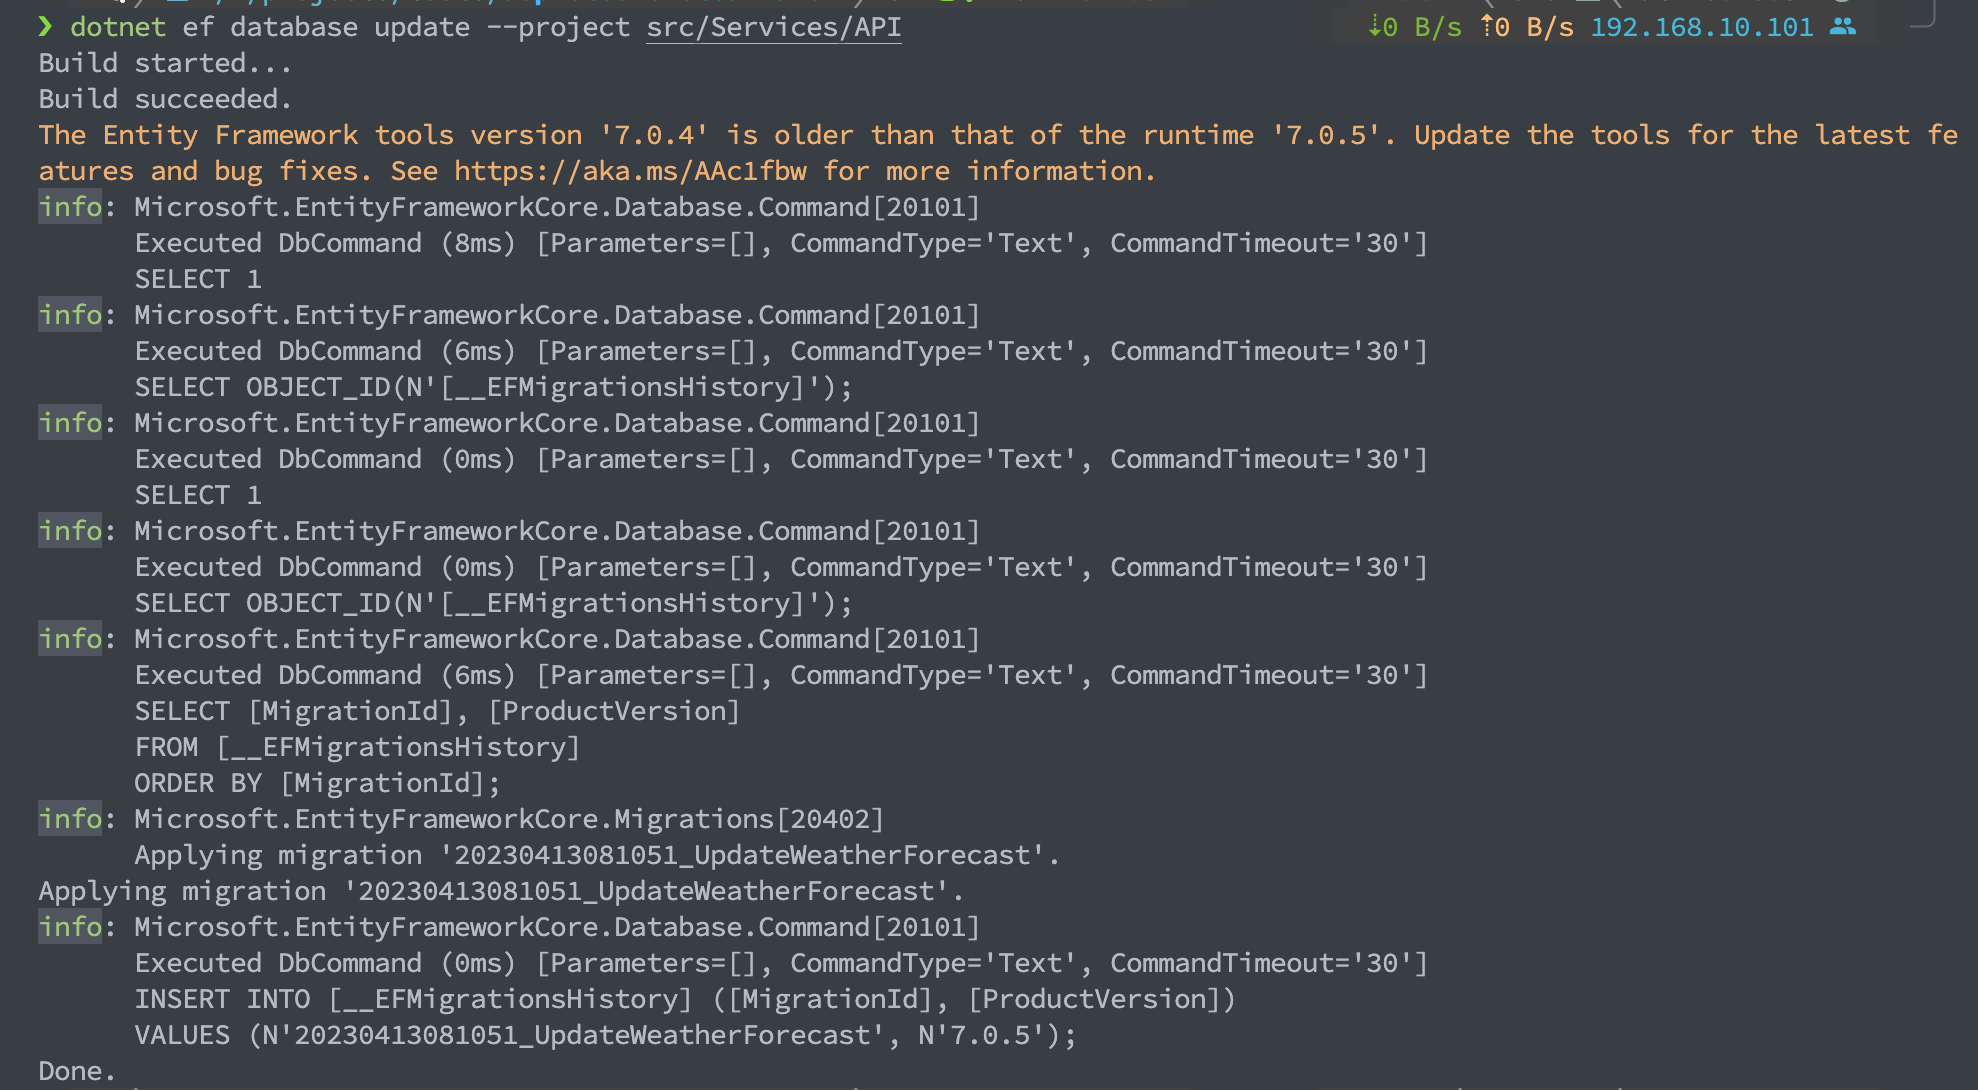 ❯ dotnet ef database update --project src/Services/API ⇣0 B/s ⇡0 B/s 192.168.10.101
Build started...
Build succeeded.
The Entity Framework tools version '7.0.4' is older than that of the runtime '7.0.5'. Update the tools for the latest fe
atures and bug fixes. See https://aka.ms/AAc1fbw for more information.
info: Microsoft.EntityFrameworkCore.Database.Command[20101]
      Executed DbCommand (8ms) [Parameters=[], CommandType='Text', CommandTimeout='30']
      SELECT 1
info: Microsoft.EntityFrameworkCore.Database.Command[20101]
      Executed DbCommand (6ms) [Parameters=[], CommandType='Text', CommandTimeout='30']
      SELECT OBJECT_ID(N'[__EFMigrationsHistory]');
info: Microsoft.EntityFrameworkCore.Database.Command[20101]
      Executed DbCommand (0ms) [Parameters=[], CommandType='Text', CommandTimeout='30']
      SELECT 1
info: Microsoft.EntityFrameworkCore.Database.Command[20101]
      Executed DbCommand (0ms) [Parameters=[], CommandType='Text', CommandTimeout='30']
      SELECT OBJECT_ID(N'[__EFMigrationsHistory]');
info: Microsoft.EntityFrameworkCore.Database.Command[20101]
      Executed DbCommand (6ms) [Parameters=[], CommandType='Text', CommandTimeout='30']
      SELECT [MigrationId], [ProductVersion]
      FROM [__EFMigrationsHistory]
      ORDER BY [MigrationId];
info: Microsoft.EntityFrameworkCore.Migrations[20402]
      Applying migration '20230413081051_UpdateWeatherForecast'.
Applying migration '20230413081051_UpdateWeatherForecast'.
info: Microsoft.EntityFrameworkCore.Database.Command[20101]
      Executed DbCommand (0ms) [Parameters=[], CommandType='Text', CommandTimeout='30']
      INSERT INTO [__EFMigrationsHistory] ([MigrationId], [ProductVersion])
      VALUES (N'20230413081051_UpdateWeatherForecast', N'7.0.5');
Done.